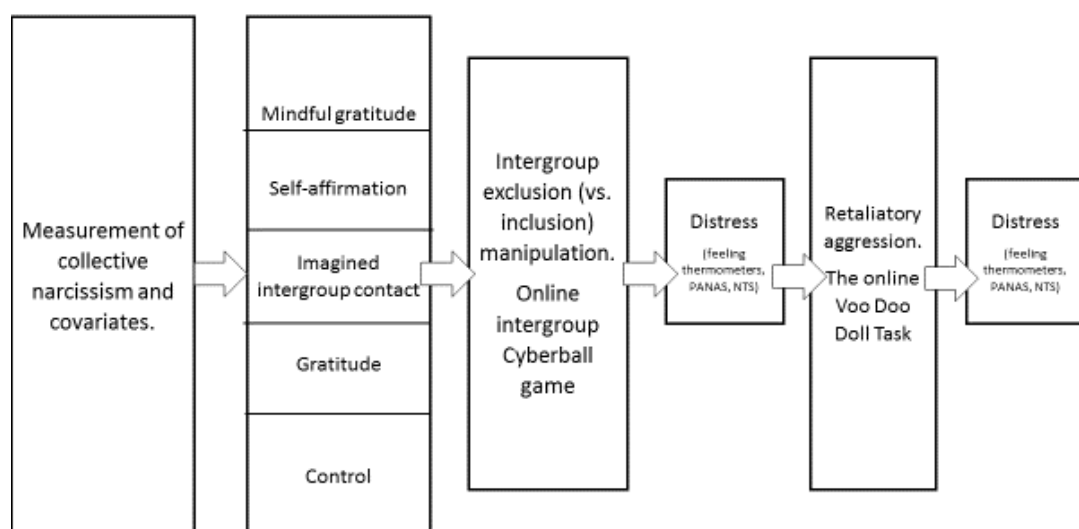 Measurement of
collective
narcissism and
covariates.
Mindful gratitude
Self-affirmation
Imagined
intergroup contact
Gratitude
Control
Intergroup
exclusion (vs.
inclusion)
manipulation.
Online
intergroup
Cyberball
game
Distress
(feeling
thermometers,
PANAS, NTS)
Retaliatory
aggression.
The online
Voo Doo
Doll Task
Distress
(feeling
thermometers,
PANAS, NTS)